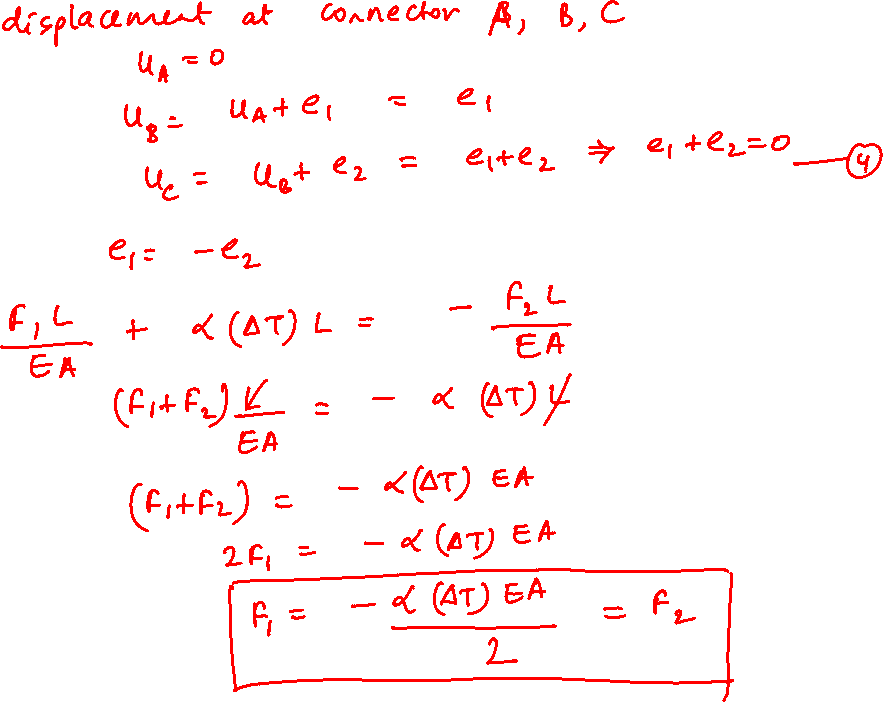 displacement at connector A, B, C
u_A = 0
u_B = u_A + e_1 = e_1
u_C = u_B + e_2 = e_1 + e_2 ⇒ e_1 + e_2 = 0 — (4)
e_1 = - e_2
F_1 L / EA + α (ΔT) L = - F_2 L / EA
(F_1 + F_2) L / EA = - α (ΔT) L
(F_1 + F_2) = - α (ΔT) EA
2 F_1 = - α (ΔT) EA
F_1 = - α (ΔT) EA / 2 = F_2